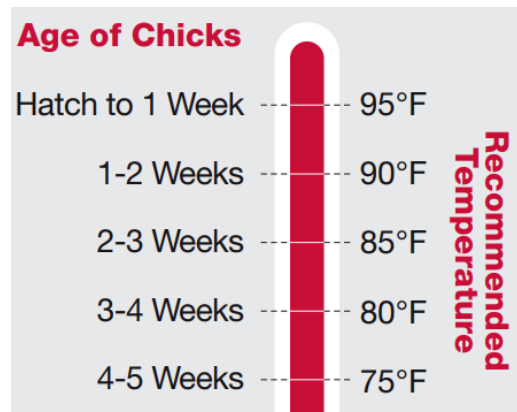 Age of Chicks
Hatch to 1 Week 95°F
1-2 Weeks 90°F
2-3 Weeks 85°F
3-4 Weeks 80°F
4-5 Weeks 75°F
Recommended
Temperature